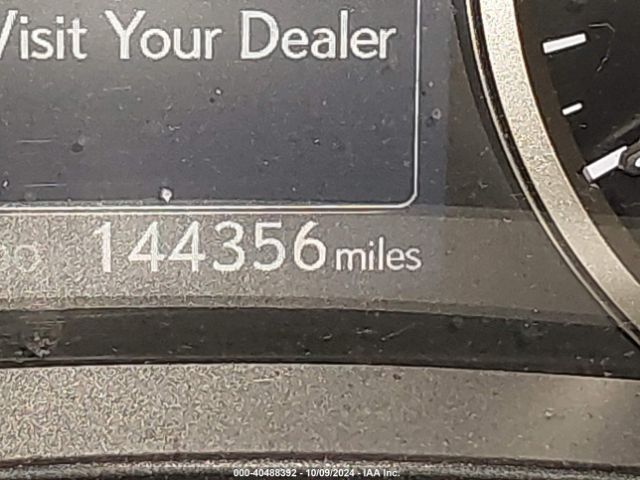 Visit Your Dealer
144356 miles
000-40488392 • 10/09/2024 • IAA Inc.